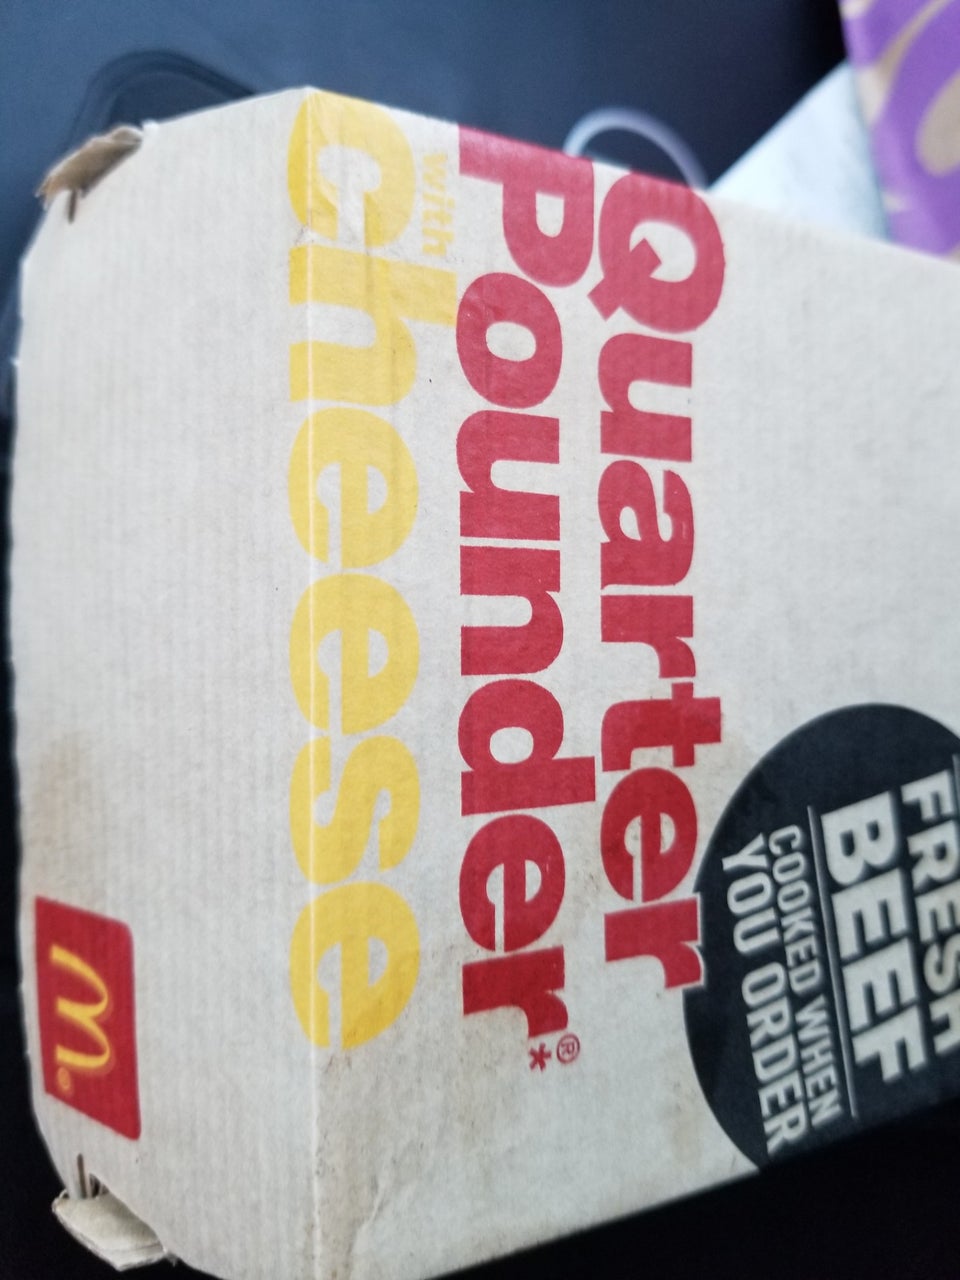 Quarter
Pounder®*
with
cheese
FRESH
BEEF
COOKED WHEN
YOU ORDER
M®